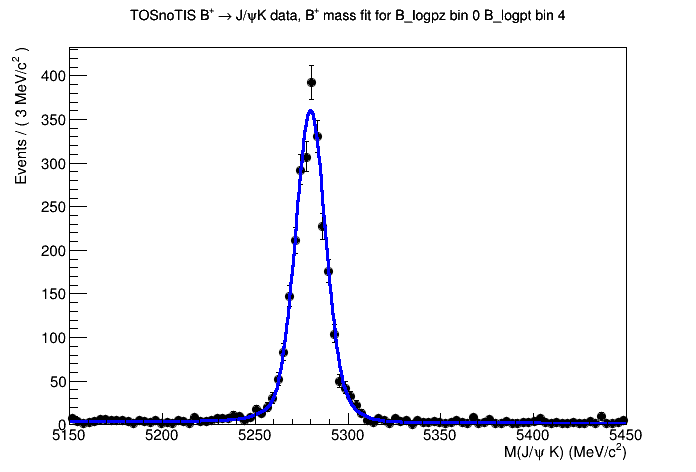 TOSnoTIS B⁺ → J/ψK data, B⁺ mass fit for B_logpz bin 0 B_logpt bin 4
Events / ( 3 MeV/c² )
400
350
300
250
200
150
100
50
0
5150 5200 5250 5300 5350 5400 5450
M(J/ψ K) (MeV/c²)